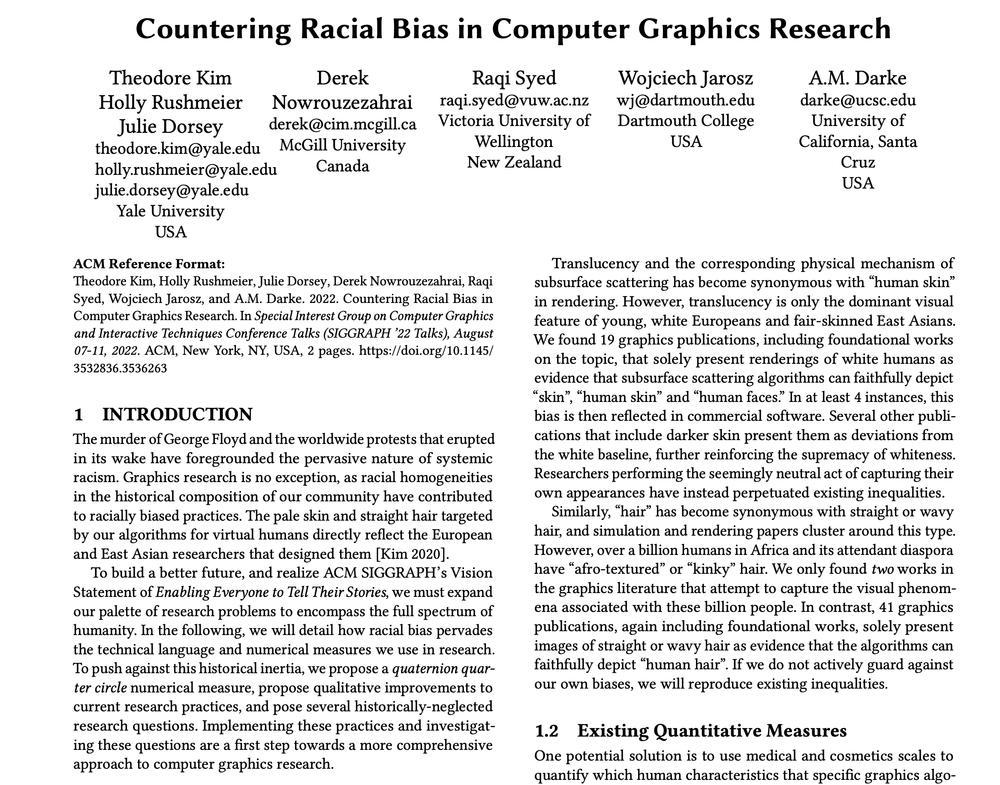 Countering Racial Bias in Computer Graphics Research
Theodore Kim
Holly Rushmeier
Julie Dorsey
theodore.kim@yale.edu
holly.rushmeier@yale.edu
julie.dorsey@yale.edu
Yale University
USA
Derek
Nowrouzezahrai
derek@cim.mcgill.ca
McGill University
Canada
Raqi Syed
raqi.syed@vuw.ac.nz
Victoria University of
Wellington
New Zealand
Wojciech Jarosz
wj@dartmouth.edu
Dartmouth College
USA
A.M. Darke
darke@ucsc.edu
University of
California, Santa
Cruz
USA
ACM Reference Format:
Theodore Kim, Holly Rushmeier, Julie Dorsey, Derek Nowrouzezahrai, Raqi
Syed, Wojciech Jarosz, and A.M. Darke. 2022. Countering Racial Bias in
Computer Graphics Research. In Special Interest Group on Computer Graphics
and Interactive Techniques Conference Talks (SIGGRAPH ’22 Talks), August
07-11, 2022. ACM, New York, NY, USA, 2 pages. https://doi.org/10.1145/
3532836.3536263
1 INTRODUCTION
The murder of George Floyd and the worldwide protests that erupted
in its wake have foregrounded the pervasive nature of systemic
racism. Graphics research is no exception, as racial homogeneities
in the historical composition of our community have contributed
to racially biased practices. The pale skin and straight hair targeted
by our algorithms for virtual humans directly reflect the European
and East Asian researchers that designed them [Kim 2020].
To build a better future, and realize ACM SIGGRAPH’s Vision
Statement of Enabling Everyone to Tell Their Stories, we must expand
our palette of research problems to encompass the full spectrum of
humanity. In the following, we will detail how racial bias pervades
the technical language and numerical measures we use in research.
To push against this historical inertia, we propose a quaternion quar-
ter circle numerical measure, propose qualitative improvements to
current research practices, and pose several historically-neglected
research questions. Implementing these practices and investigat-
ing these questions are a first step towards a more comprehensive
approach to computer graphics research.
Translucency and the corresponding physical mechanism of
subsurface scattering has become synonymous with “human skin”
in rendering. However, translucency is only the dominant visual
feature of young, white Europeans and fair-skinned East Asians.
We found 19 graphics publications, including foundational works
on the topic, that solely present renderings of white humans as
evidence that subsurface scattering algorithms can faithfully depict
“skin”, “human skin” and “human faces.” In at least 4 instances, this
bias is then reflected in commercial software. Several other publi-
cations that include darker skin present them as deviations from
the white baseline, further reinforcing the supremacy of whiteness.
Researchers performing the seemingly neutral act of capturing their
own appearances have instead perpetuated existing inequalities.
Similarly, “hair” has become synonymous with straight or wavy
hair, and simulation and rendering papers cluster around this type.
However, over a billion humans in Africa and its attendant diaspora
have “afro-textured” or “kinky” hair. We only found two works in
the graphics literature that attempt to capture the visual phenom-
ena associated with these billion people. In contrast, 41 graphics
publications, again including foundational works, solely present
images of straight or wavy hair as evidence that the algorithms can
faithfully depict “human hair”. If we do not actively guard against
our own biases, we will reproduce existing inequalities.
1.2 Existing Quantitative Measures
One potential solution is to use medical and cosmetics scales to
quantify which human characteristics that specific graphics algo-